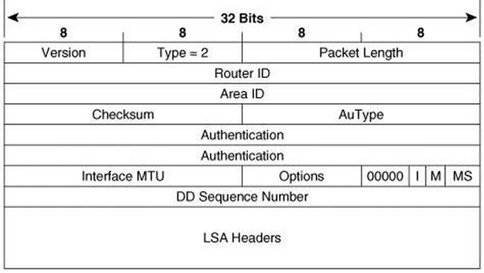 32 Bits
8 8 8 8
Version Type = 2 Packet Length
Router ID
Area ID
Checksum AuType
Authentication
Authentication
Interface MTU Options 00000 I M MS
DD Sequence Number
LSA Headers